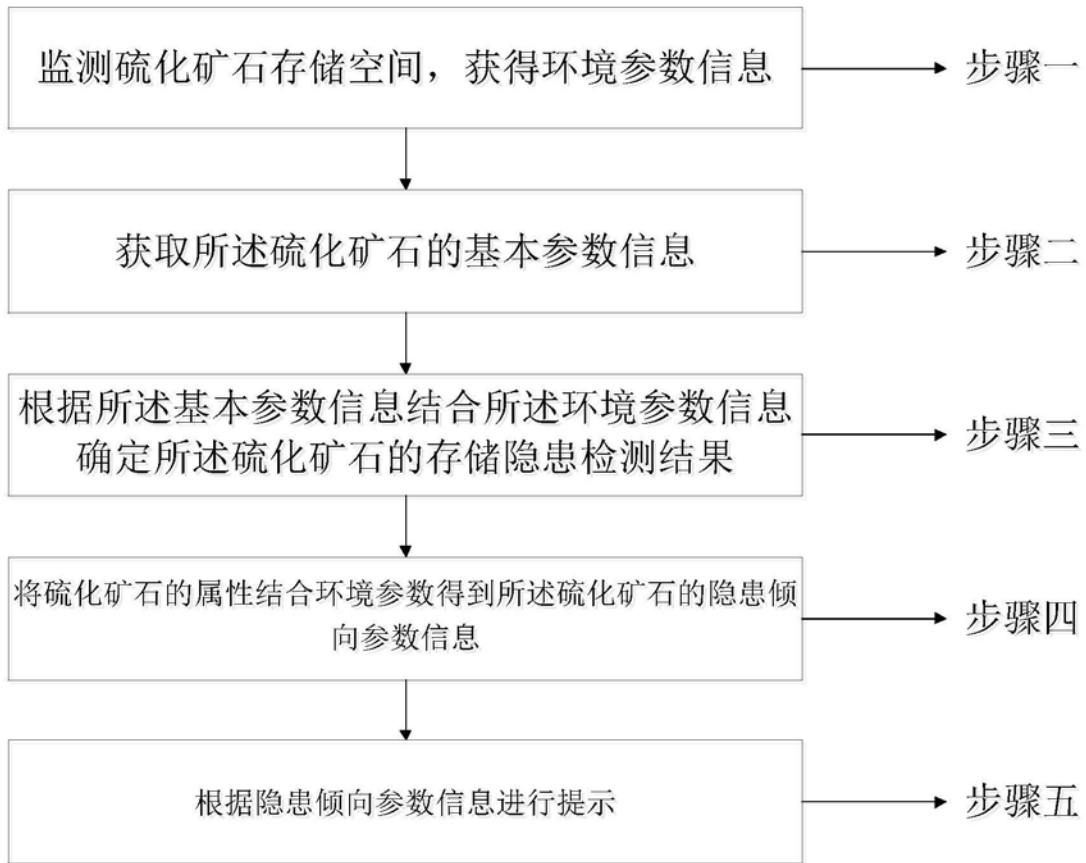 监测硫化矿石存储空间，获得环境参数信息
步骤一
获取所述硫化矿石的基本参数信息
步骤二
根据所述基本参数信息结合所述环境参数信息
确定所述硫化矿石的存储隐患检测结果
步骤三
将硫化矿石的属性结合环境参数得到所述硫化矿石的隐患倾
向参数信息
步骤四
根据隐患倾向参数信息进行提示
步骤五